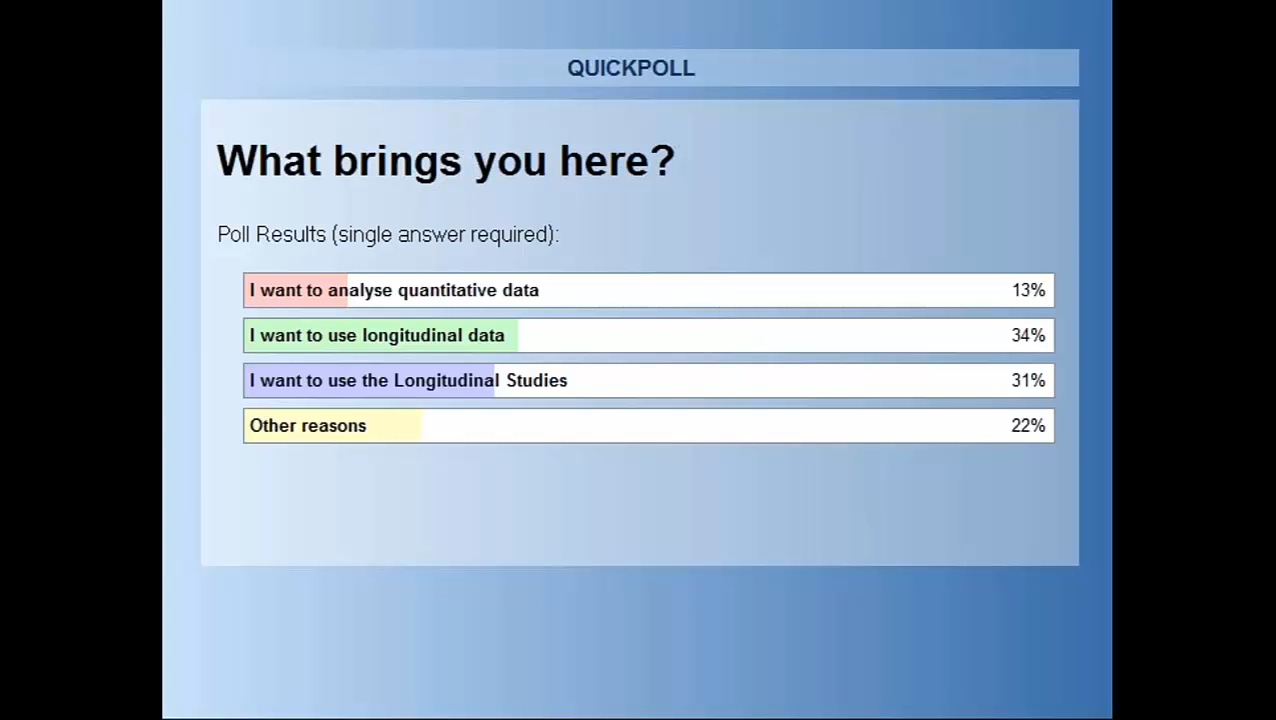 QUICKPOLL
What brings you here?
Poll Results (single answer required):
I want to analyse quantitative data 13%
I want to use longitudinal data 34%
I want to use the Longitudinal Studies 31%
Other reasons 22%